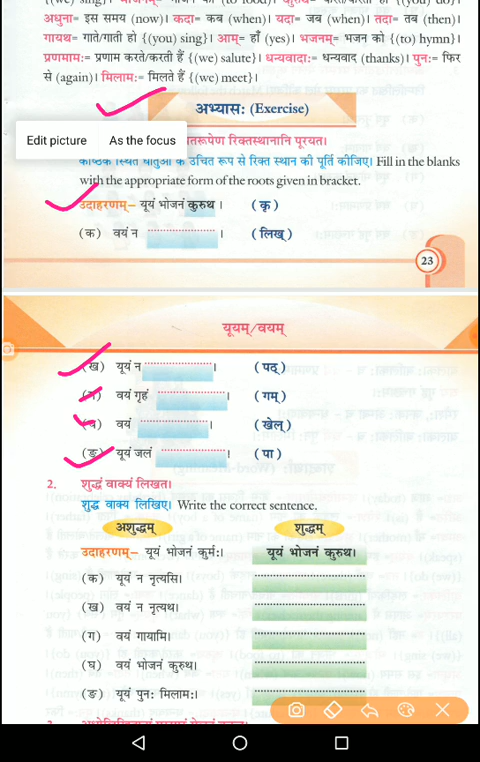 अधुना= इस समय (now)। कदा= कब (when)। यदा= जब (when)। तदा= तब (then)।
गायथ= गाते/गाती हो {(you) sing}। आम्= हाँ (yes)। भजनम्= भजन को {(to) hymn}।
प्रणमामः= प्रणाम करते/करती हैं {(we) salute}। धन्यवादाः= धन्यवाद (thanks)। पुनः= फिर
से (again)। मिलामः= मिलते हैं {(we) meet}।
अभ्यासः (Exercise)
Edit picture As the focus
रूपेण रिक्तस्थानानि पूरयत।
कोष्ठक स्थित धातुओं के उचित रूप से रिक्त स्थान की पूर्ति कीजिए। Fill in the blanks
with the appropriate form of the roots given in bracket.
उदाहरणम्– यूयं भोजनं कुरुथ। (कृ)
(क) वयं न ............ । (लिख्)
23
यूयम्/वयम्
(ख) यूयं न ............ । (पठ्)
(ग) वयं गृहं ............ । (गम्)
(घ) वयं ............ । (खेल्)
(ङ) यूयं जलं ............ । (पा)
2. शुद्धं वाक्यं लिखत।
शुद्ध वाक्य लिखिए। Write the correct sentence.
अशुद्धम् शुद्धम्
उदाहरणम्– यूयं भोजनं कुर्मः। यूयं भोजनं कुरुथ।
(क) यूयं न नृत्यसि। ............
(ख) वयं न नृत्यथ। ............
(ग) वयं गायामि। ............
(घ) वयं भोजनं कुरुथ। ............
(ङ) यूयं पुनः मिलामः। ............